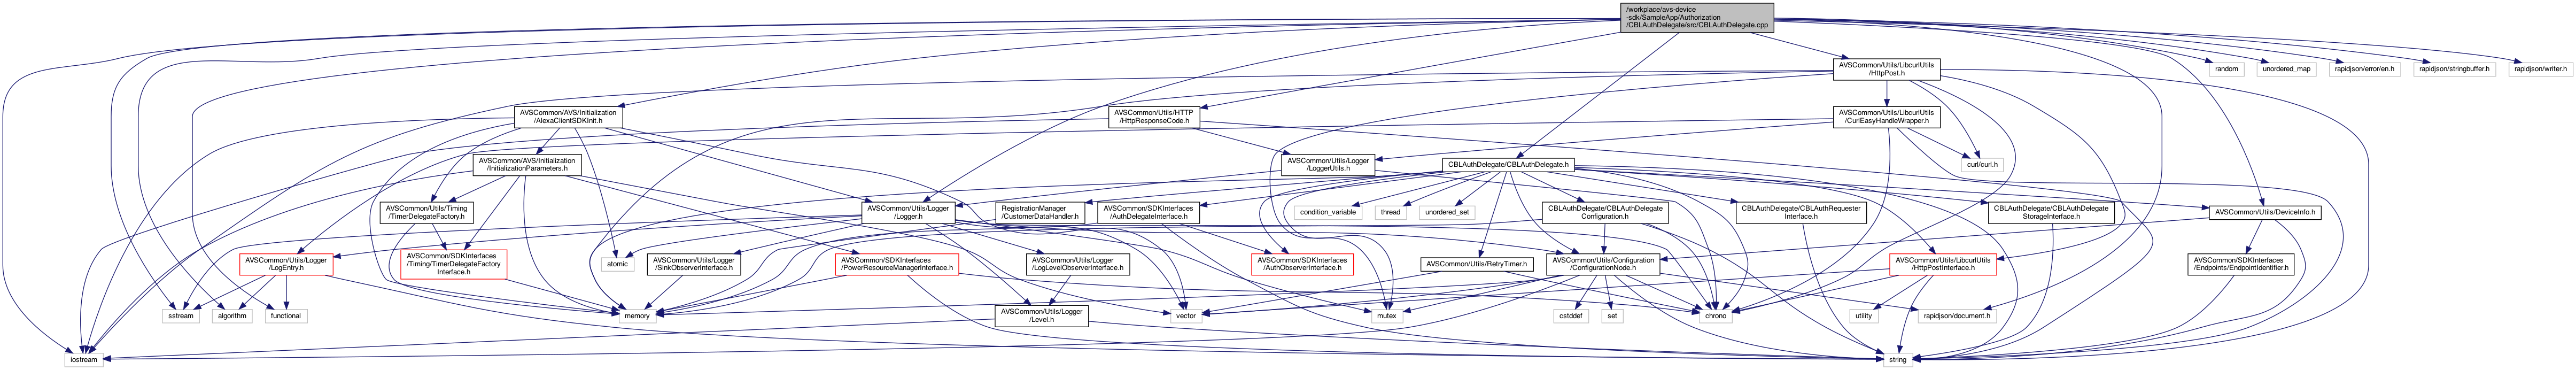 /workplace/avs-device
-sdk/SampleApp/Authorization
/CBLAuthDelegate/src/CBLAuthDelegate.cpp
AVSCommon/Utils/LibcurlUtils
/HttpPost.h
random
unordered_map
rapidjson/error/en.h
rapidjson/stringbuffer.h
rapidjson/writer.h
AVSCommon/AVS/Initialization
/AlexaClientSDKInit.h
AVSCommon/Utils/HTTP
/HttpResponseCode.h
AVSCommon/Utils/LibcurlUtils
/CurlEasyHandleWrapper.h
AVSCommon/AVS/Initialization
/InitializationParameters.h
AVSCommon/Utils/Logger
/LoggerUtils.h
CBLAuthDelegate/CBLAuthDelegate.h
curl/curl.h
AVSCommon/Utils/Timing
/TimerDelegateFactory.h
AVSCommon/Utils/Logger
/Logger.h
RegistrationManager
/CustomerDataHandler.h
AVSCommon/SDKInterfaces
/AuthDelegateInterface.h
condition_variable
thread
unordered_set
CBLAuthDelegate/CBLAuthDelegate
Configuration.h
CBLAuthDelegate/CBLAuthRequester
Interface.h
CBLAuthDelegate/CBLAuthDelegate
StorageInterface.h
AVSCommon/Utils/DeviceInfo.h
AVSCommon/Utils/Logger
/LogEntry.h
AVSCommon/SDKInterfaces
/Timing/TimerDelegateFactory
Interface.h
atomic
AVSCommon/Utils/Logger
/SinkObserverInterface.h
AVSCommon/SDKInterfaces
/PowerResourceManagerInterface.h
AVSCommon/Utils/Logger
/LogLevelObserverInterface.h
AVSCommon/SDKInterfaces
/AuthObserverInterface.h
AVSCommon/Utils/RetryTimer.h
AVSCommon/Utils/Configuration
/ConfigurationNode.h
AVSCommon/Utils/LibcurlUtils
/HttpPostInterface.h
AVSCommon/SDKInterfaces
/Endpoints/EndpointIdentifier.h
sstream
algorithm
functional
memory
AVSCommon/Utils/Logger
/Level.h
vector
mutex
cstddef
set
chrono
utility
rapidjson/document.h
iostream
string